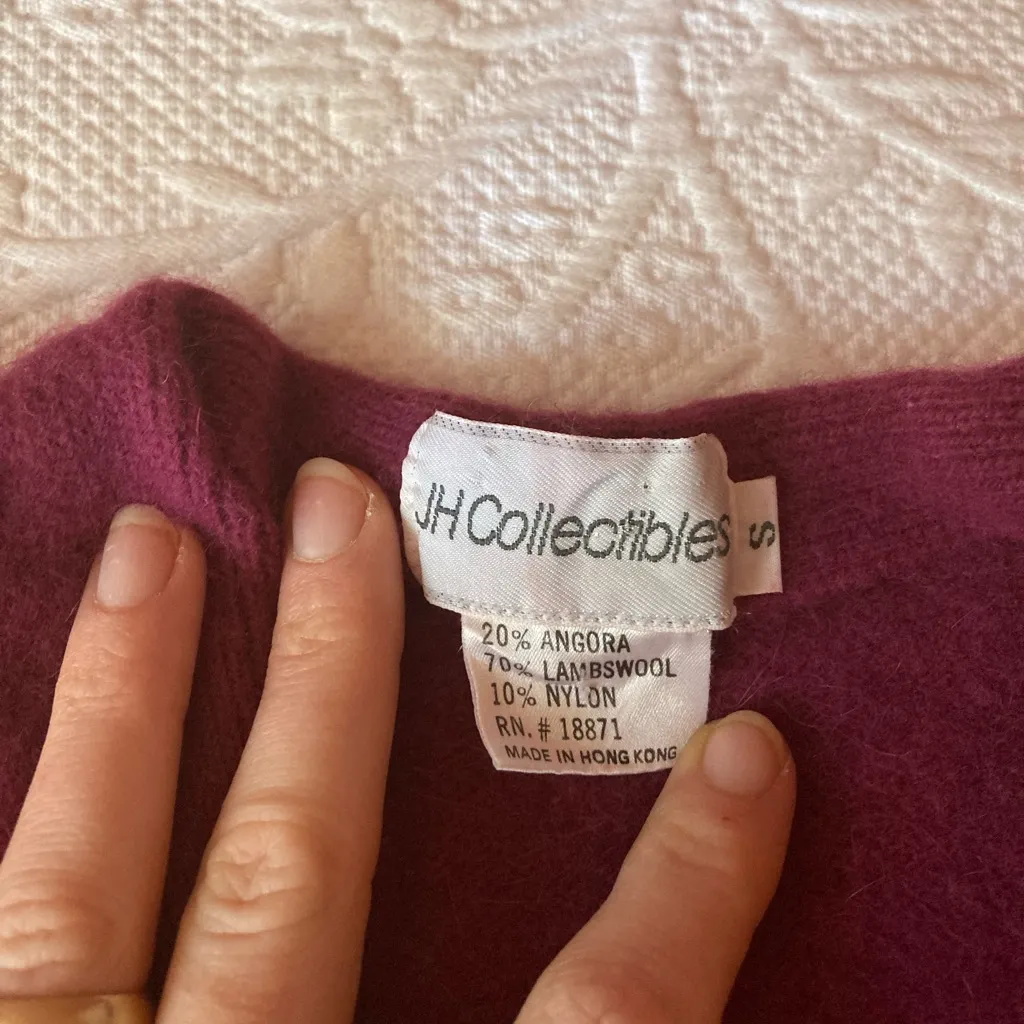 JH Collectibles
S
20% ANGORA
70% LAMBSWOOL
10% NYLON
RN. # 18871
MADE IN HONG KONG